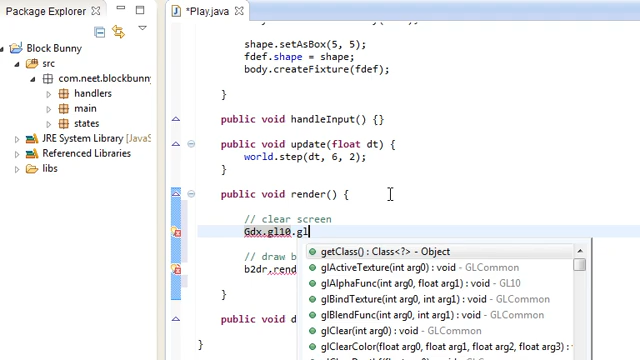 Package Explorer
*Play.java
Block Bunny
src
com.neet.blockbunny
handlers
main
states
JRE System Library [JavaS
Referenced Libraries
libs
shape.setAsBox(5, 5);
fdef.shape = shape;
body.createFixture(fdef);
}
public void handleInput() {}
public void update(float dt) {
world.step(dt, 6, 2);
}
public void render() {
// clear screen
Gdx.gl10.gl
// draw b
b2dr.rend
}
public void d
}
getClass() : Class<?> - Object
glActiveTexture(int arg0) : void - GLCommon
glAlphaFunc(int arg0, float arg1) : void - GL10
glBindTexture(int arg0, int arg1) : void - GLCommon
glBlendFunc(int arg0, int arg1) : void - GLCommon
glClear(int arg0) : void - GLCommon
glClearColor(float arg0, float arg1, float arg2, float arg3) :